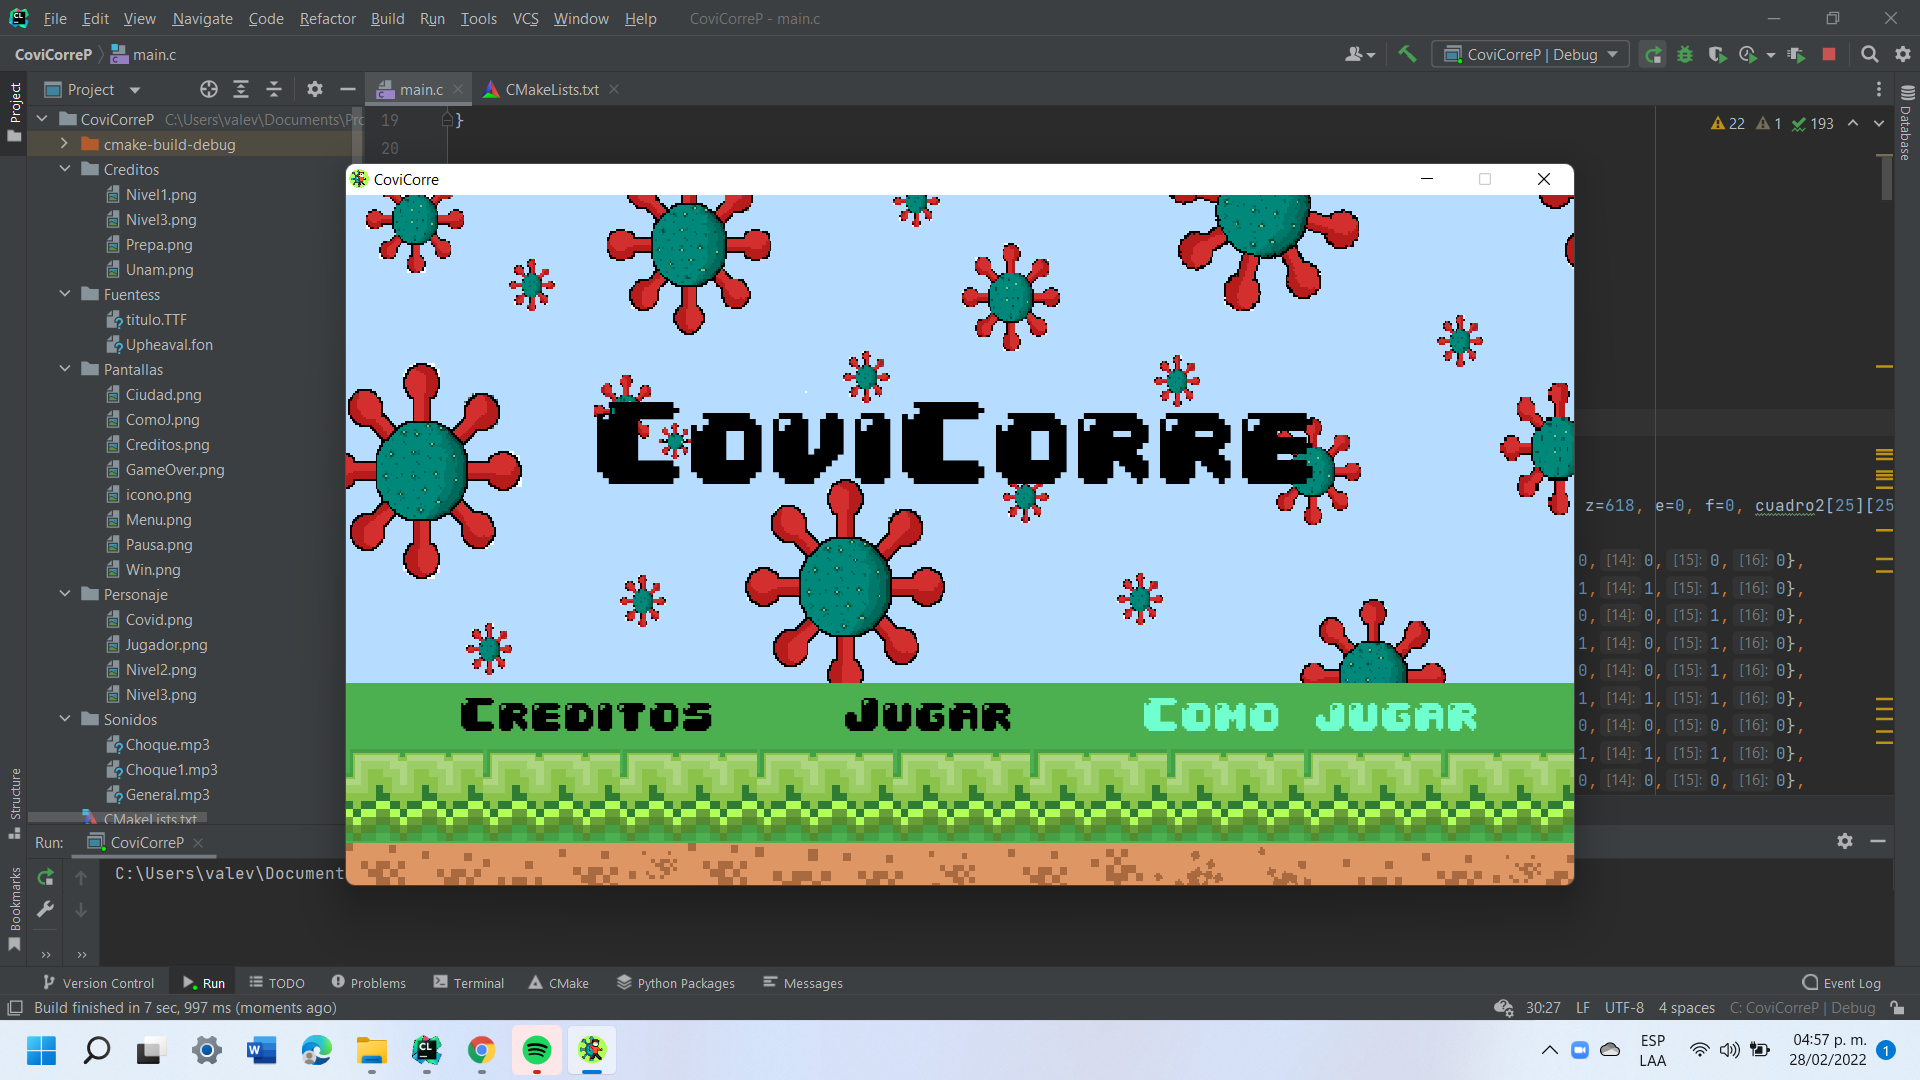 File Edit View Navigate Code Refactor Build Run Tools VCS Window Help CoviCorreP - main.c
CoviCorreP main.c
CoviCorreP | Debug
Project
Project
main.c
CMakeLists.txt
Database
CoviCorreP C:\Users\valev\Documents\Pro
cmake-build-debug
Creditos
Nivel1.png
Nivel3.png
Prepa.png
Unam.png
Fuentess
titulo.TTF
Upheaval.fon
Pantallas
Ciudad.png
ComoJ.png
Creditos.png
GameOver.png
icono.png
Menu.png
Pausa.png
Win.png
Personaje
Covid.png
Jugador.png
Nivel2.png
Nivel3.png
Sonidos
Choque.mp3
Choque1.mp3
General.mp3
CMakeLists.txt
19 }
20
22 1 193
z=618, e=0, f=0, cuadro2[25][25
0, [14]: 0, [15]: 0, [16]: 0},
1, [14]: 1, [15]: 1, [16]: 0},
0, [14]: 0, [15]: 1, [16]: 0},
1, [14]: 0, [15]: 1, [16]: 0},
0, [14]: 0, [15]: 1, [16]: 0},
1, [14]: 1, [15]: 1, [16]: 0},
0, [14]: 0, [15]: 0, [16]: 0},
1, [14]: 1, [15]: 1, [16]: 0},
0, [14]: 0, [15]: 0, [16]: 0},
CoviCorre
CoviCorre
Creditos Jugar Como jugar
Structure
Bookmarks
Run: CoviCorreP
C:\Users\valev\Document
Version Control Run TODO Problems Terminal CMake Python Packages Messages Event Log
Build finished in 7 sec, 997 ms (moments ago)
30:27 LF UTF-8 4 spaces C: CoviCorreP | Debug
ESP
LAA
04:57 p. m.
28/02/2022
1